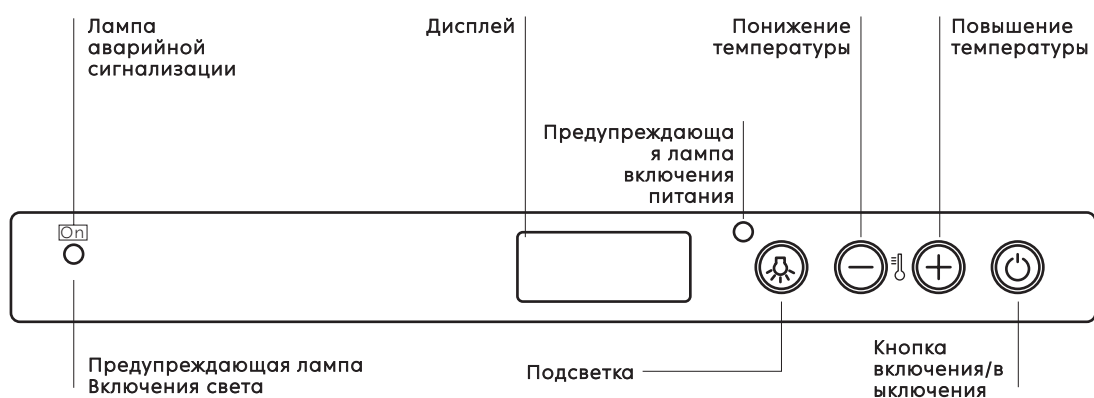 Лампа
аварийной
сигнализации
Дисплей
Понижение
температуры
Повышение
температуры
Предупреждающа
я лампа
включения
питания
On
Предупреждающая лампа
Включения света
Подсветка
Кнопка
включения/в
ыключения